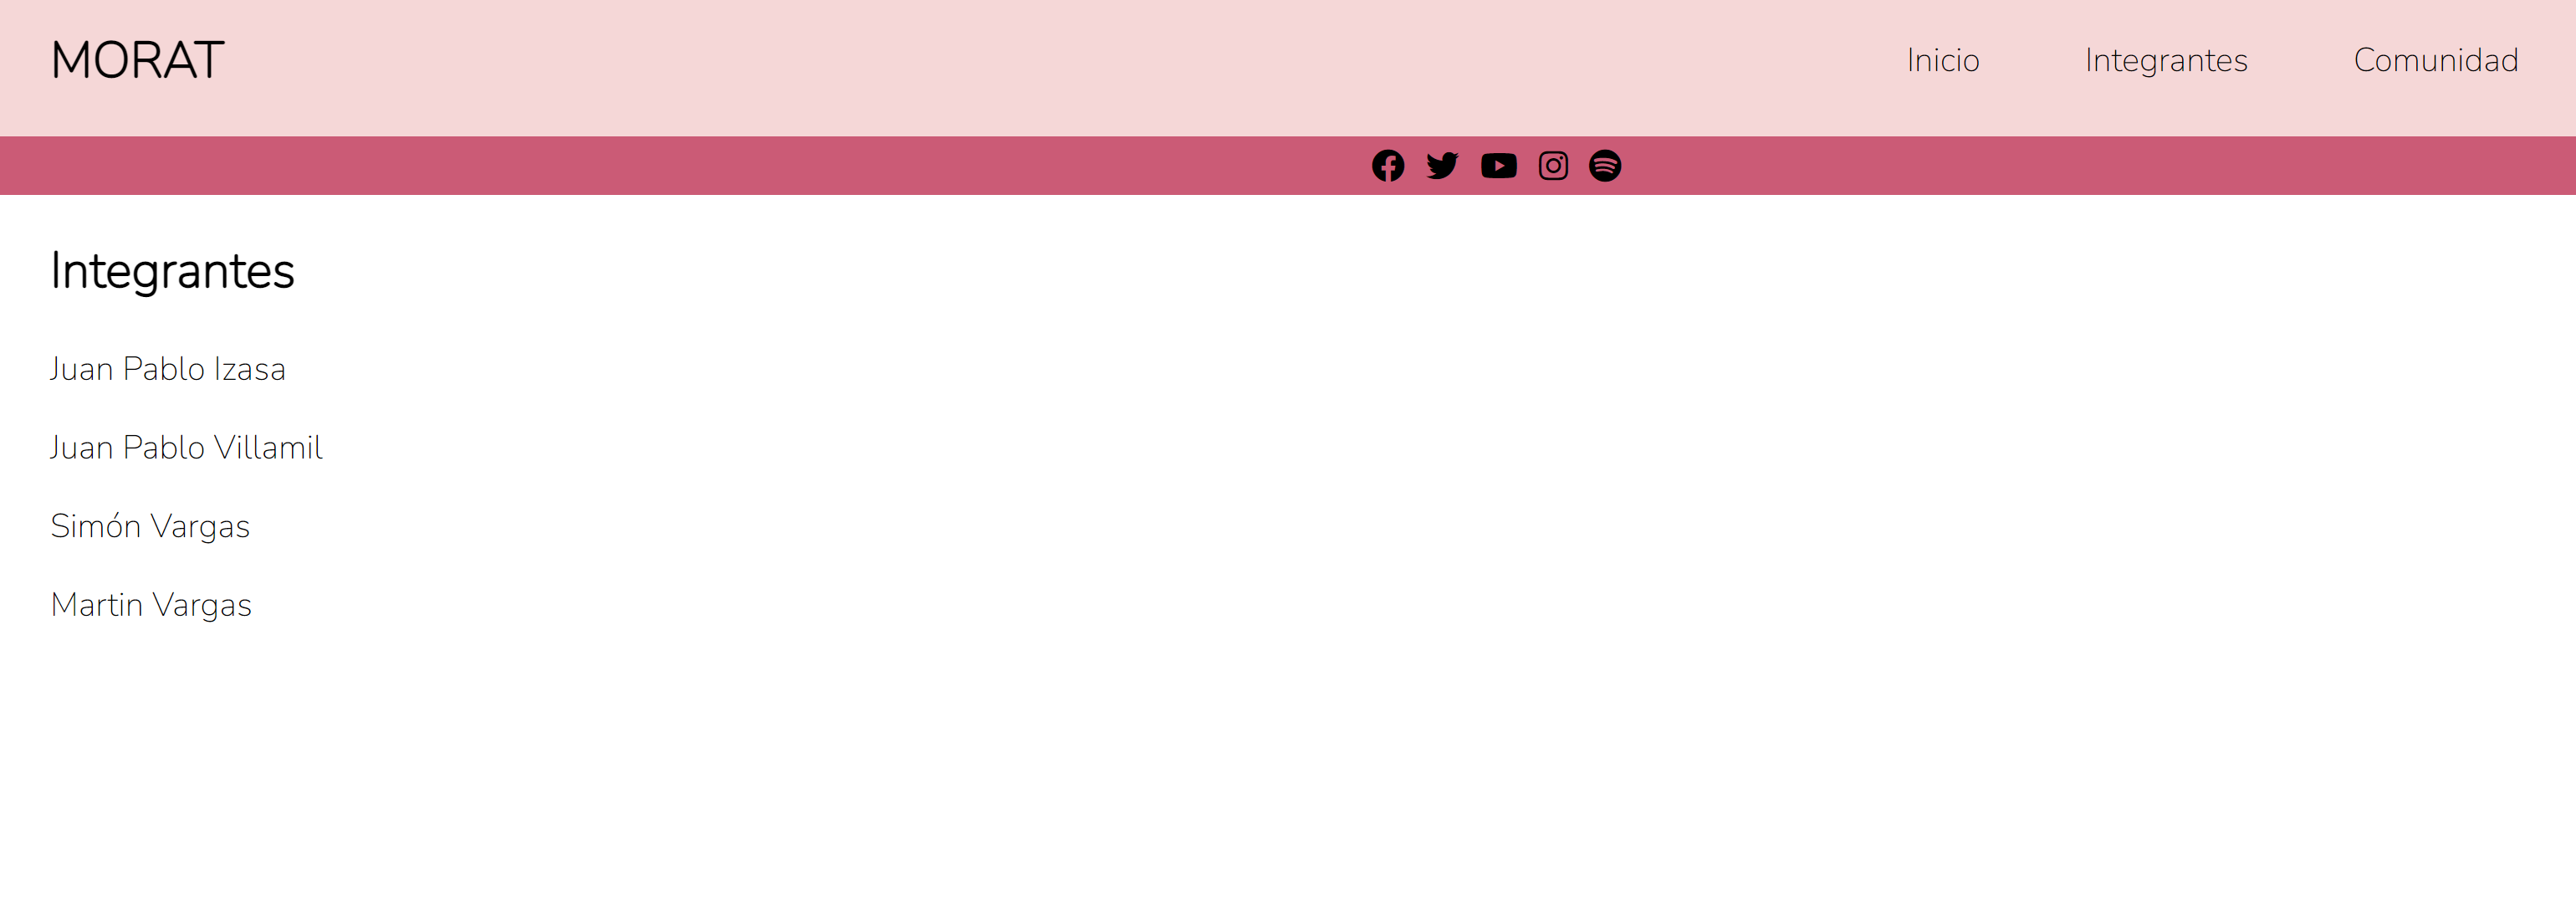 MORAT
Inicio Integrantes Comunidad
Integrantes
Juan Pablo Izasa
Juan Pablo Villamil
Simón Vargas
Martin Vargas